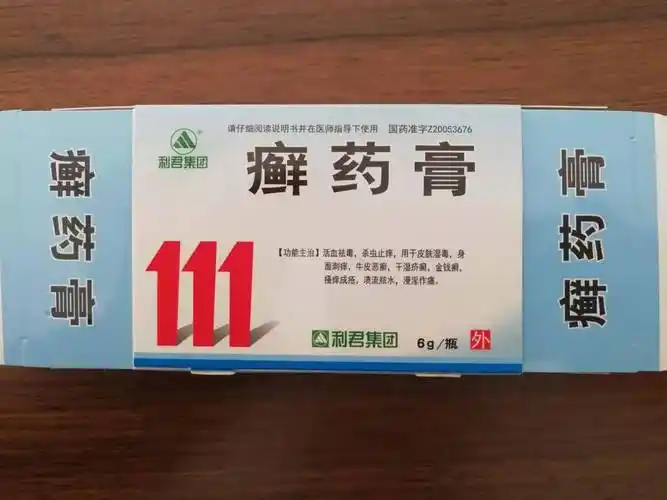 请仔细阅读说明书并在医师指导下使用 国药准字Z20053676
利君集团
癣药膏
【功能主治】活血祛毒，杀虫止痒，用于皮肤湿毒，身
面刺痒，牛皮恶癣，干湿疥癣，金钱癣，
搔痒成疮，溃流脓水，浸淫作痛。
111
利君集团
6g/瓶
外
癣药膏
癣药膏